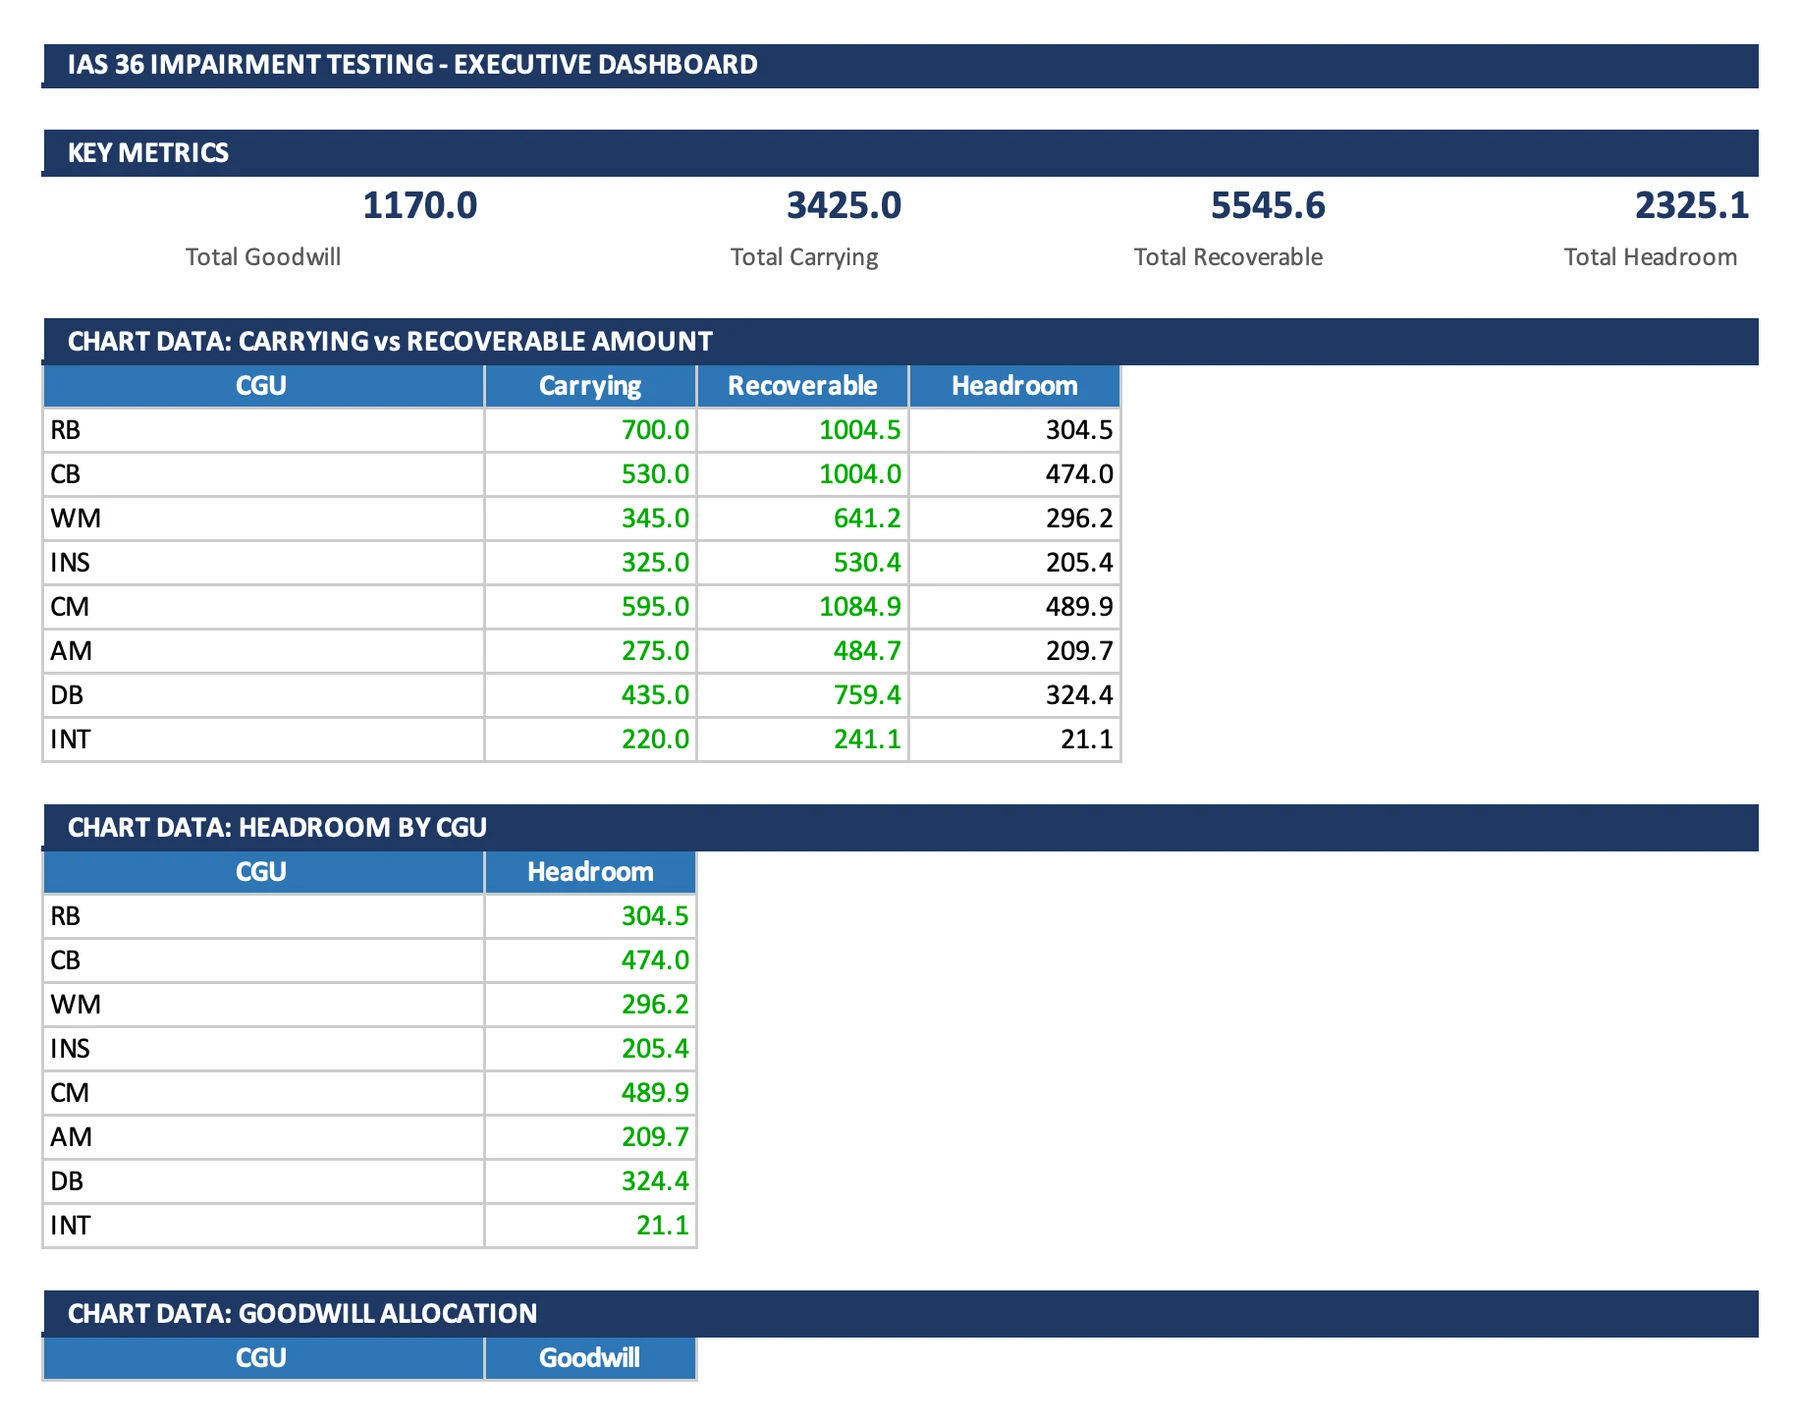 IAS 36 IMPAIRMENT TESTING - EXECUTIVE DASHBOARD
KEY METRICS
1170.0 3425.0 5545.6 2325.1
Total Goodwill Total Carrying Total Recoverable Total Headroom
CHART DATA: CARRYING vs RECOVERABLE AMOUNT
CGU Carrying Recoverable Headroom
RB 700.0 1004.5 304.5
CB 530.0 1004.0 474.0
WM 345.0 641.2 296.2
INS 325.0 530.4 205.4
CM 595.0 1084.9 489.9
AM 275.0 484.7 209.7
DB 435.0 759.4 324.4
INT 220.0 241.1 21.1
CHART DATA: HEADROOM BY CGU
CGU Headroom
RB 304.5
CB 474.0
WM 296.2
INS 205.4
CM 489.9
AM 209.7
DB 324.4
INT 21.1
CHART DATA: GOODWILL ALLOCATION
CGU Goodwill